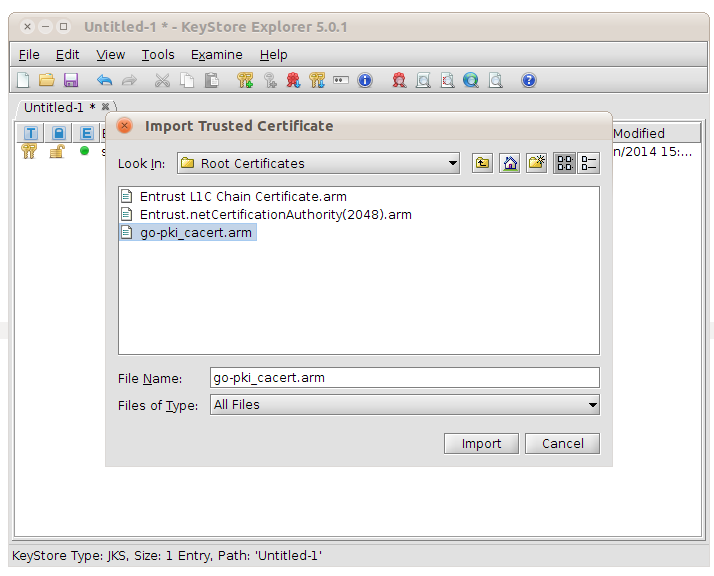 Untitled-1 * - KeyStore Explorer 5.0.1
File Edit View Tools Examine Help
Untitled-1 *
T E Modified
n/2014 15:...
Import Trusted Certificate
Look In: Root Certificates
Entrust L1C Chain Certificate.arm
Entrust.netCertificationAuthority(2048).arm
go-pki_cacert.arm
File Name: go-pki_cacert.arm
Files of Type: All Files
Import Cancel
KeyStore Type: JKS, Size: 1 Entry, Path: 'Untitled-1'